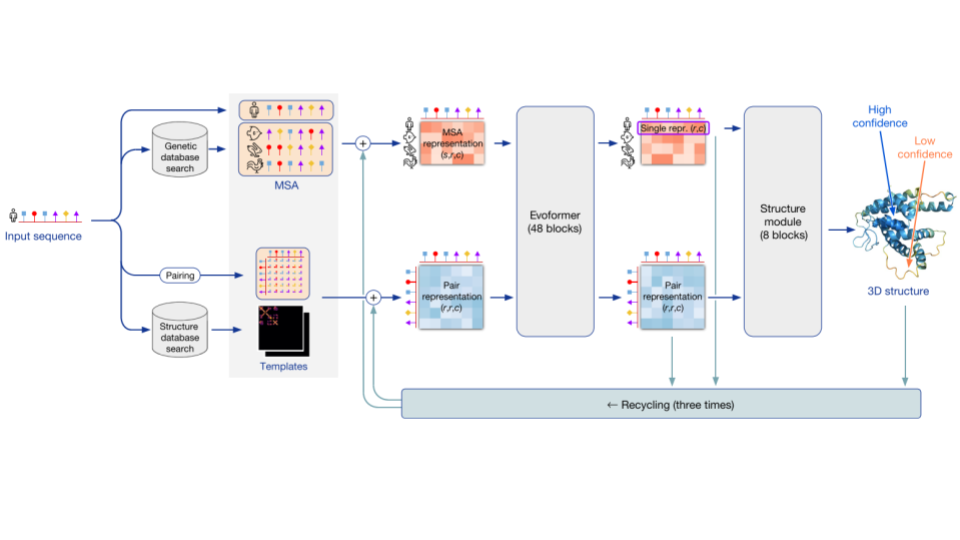 Input sequence
Genetic
database
search
Pairing
Structure
database
search
MSA
Templates
+
+
MSA
representation
(s,r,c)
Pair
representation
(r,r,c)
Evoformer
(48 blocks)
Single repr. (r,c)
Pair
representation
(r,r,c)
Structure
module
(8 blocks)
High
confidence
Low
confidence
3D structure
← Recycling (three times)